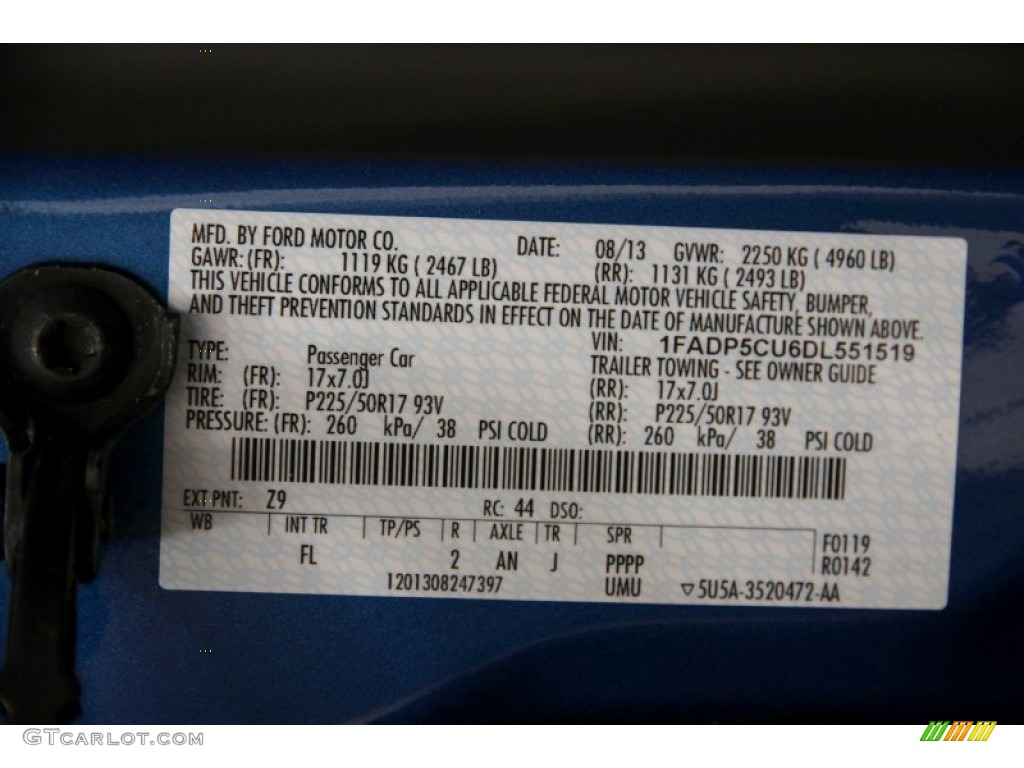 MFD. BY FORD MOTOR CO. DATE: 08/13 GVWR: 2250 KG ( 4960 LB)
GAWR: (FR): 1119 KG ( 2467 LB) (RR): 1131 KG ( 2493 LB)
THIS VEHICLE CONFORMS TO ALL APPLICABLE FEDERAL MOTOR VEHICLE SAFETY, BUMPER,
AND THEFT PREVENTION STANDARDS IN EFFECT ON THE DATE OF MANUFACTURE SHOWN ABOVE.
VIN: 1FADP5CU6DL551519
TYPE: Passenger Car TRAILER TOWING - SEE OWNER GUIDE
RIM: (FR): 17x7.0J (RR): 17x7.0J
TIRE: (FR): P225/50R17 93V (RR): P225/50R17 93V
PRESSURE: (FR): 260 kPa/ 38 PSI COLD (RR): 260 kPa/ 38 PSI COLD
EXT PNT: Z9 RC: 44 DSO:
WB INT TR TP/PS R AXLE TR SPR F0119
FL 2 AN J PPPP R0142
1201308247397 UMU ▽5U5A-3520472-AA
GTCARLOT.COM